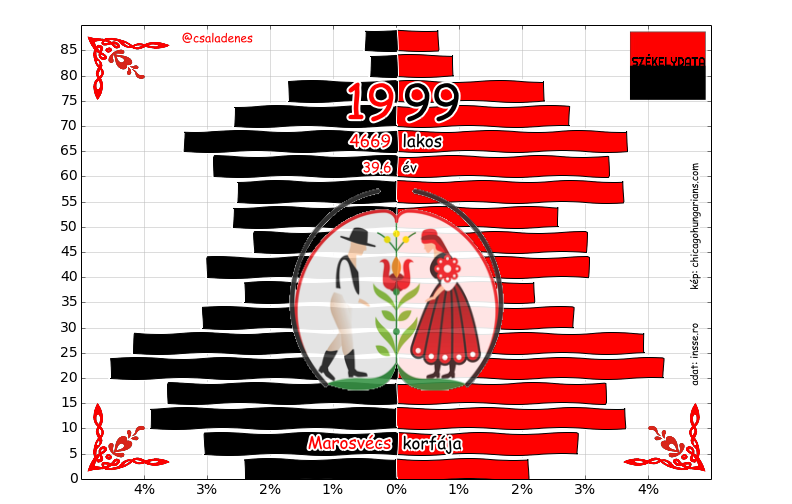 @csaladenes
SZÉKELYDATA
1999
4669 lakos
39.6 év
kép: chicagohungarians.com
adat: insse.ro
Marosvécs korfája
85
80
75
70
65
60
55
50
45
40
35
30
25
20
15
10
5
0
4% 3% 2% 1% 0% 1% 2% 3% 4%